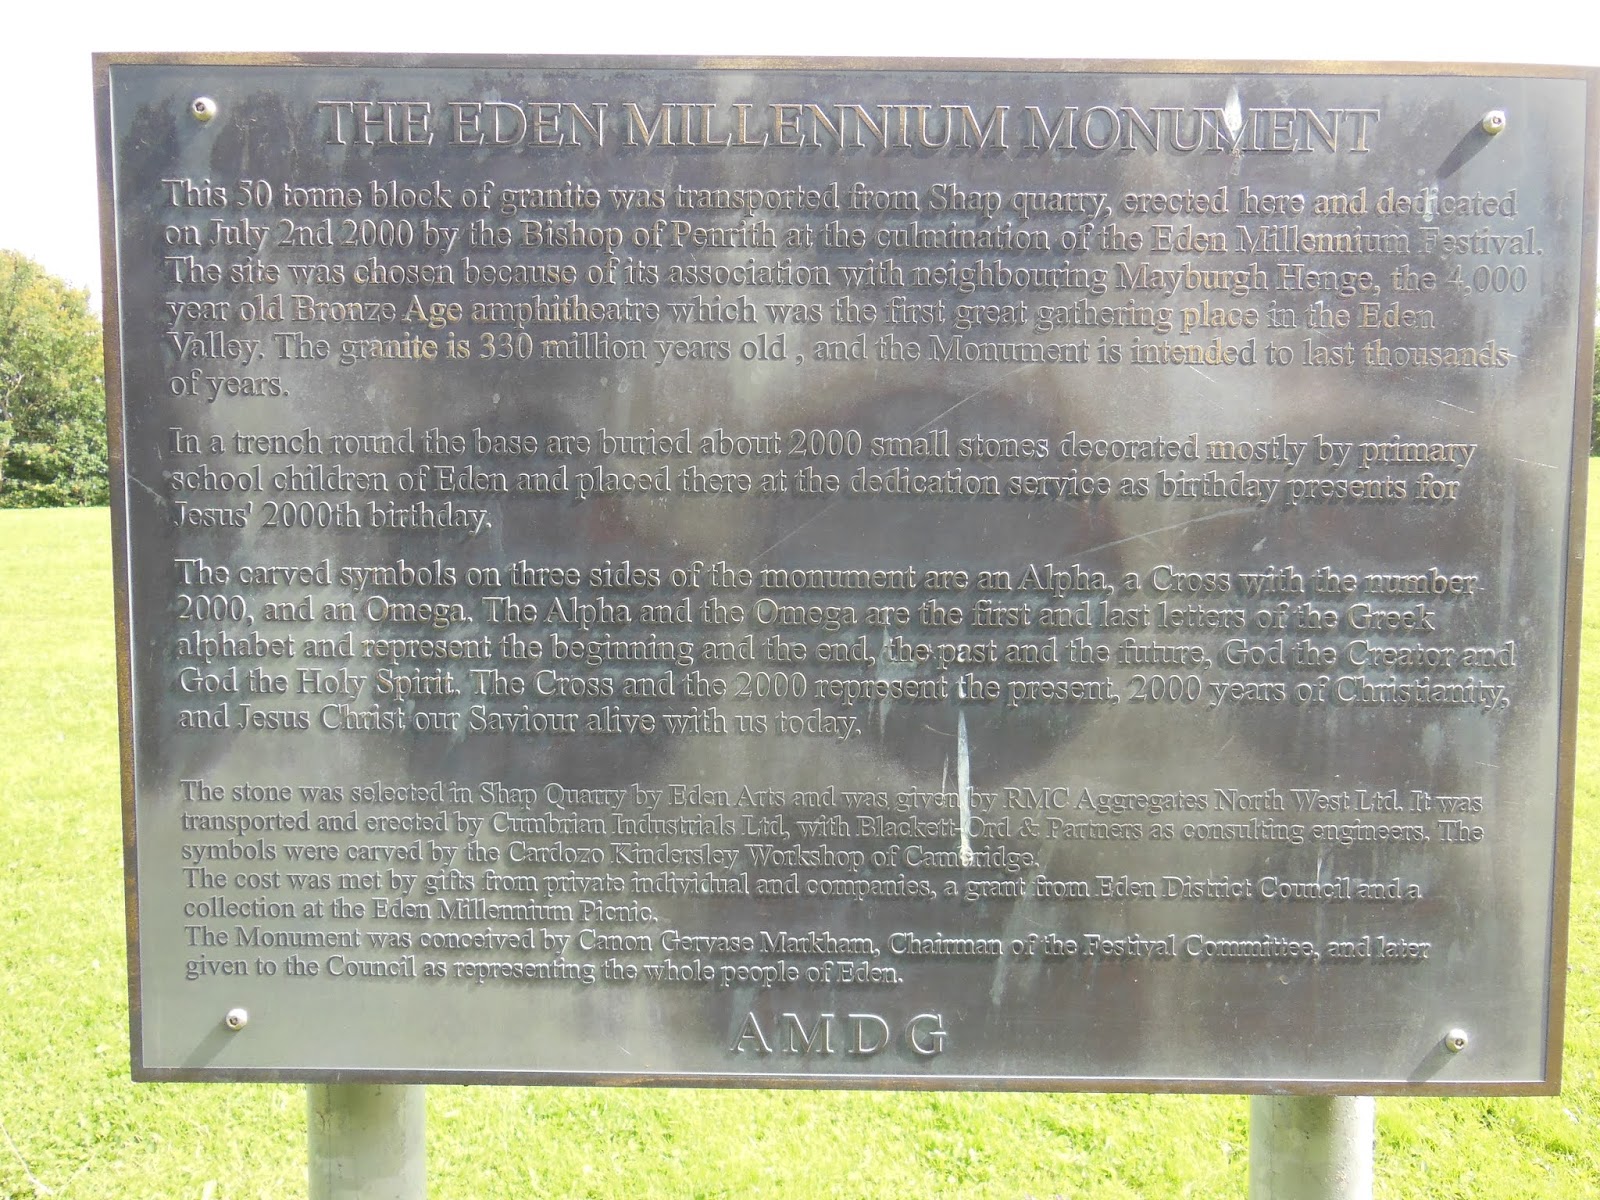 THE EDEN MILLENNIUM MONUMENT
This 50 tonne block of granite was transported from Shap quarry, erected here and dedicated
on July 2nd 2000 by the Bishop of Penrith at the culmination of the Eden Millennium Festival.
The site was chosen because of its association with neighbouring Mayburgh Henge, the 4,000
year old Bronze Age amphitheatre which was the first great gathering place in the Eden
Valley. The granite is 330 million years old , and the Monument is intended to last thousands
of years.
In a trench round the base are buried about 2000 small stones decorated mostly by primary
school children of Eden and placed there at the dedication service as birthday presents for
Jesus' 2000th birthday.
The carved symbols on three sides of the monument are an Alpha, a Cross with the number
2000, and an Omega. The Alpha and the Omega are the first and last letters of the Greek
alphabet and represent the beginning and the end, the past and the future, God the Creator and
God the Holy Spirit. The Cross and the 2000 represent the present, 2000 years of Christianity,
and Jesus Christ our Saviour alive with us today.
The stone was selected in Shap Quarry by Eden Arts and was given by RMC Aggregates North West Ltd. It was
transported and erected by Cumbrian Industrials Ltd, with Blackett-Ord & Partners as consulting engineers. The
symbols were carved by the Cardozo Kindersley Workshop of Cambridge.
The cost was met by gifts from private individual and companies, a grant from Eden District Council and a
collection at the Eden Millennium Picnic.
The Monument was conceived by Canon Gervase Markham, Chairman of the Festival Committee, and later
given to the Council as representing the whole people of Eden.
A M D G